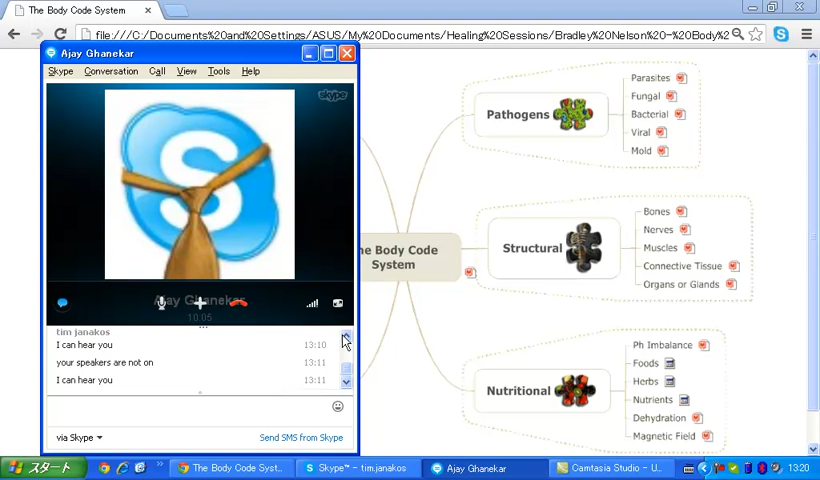 The Body Code System
file:///C:/Documents%20and%20Settings/ASUS/My%20Documents/Healing%20Sessions/Bradley%20Nelson%20-%20Body%2
Ajay Ghanekar
Skype Conversation Call View Tools Help
skype
S
Ajay Ghanekar
10.05
tim janakos
I can hear you 13:10
your speakers are not on 13:11
I can hear you 13:11
via Skype
Send SMS from Skype
he Body Code
System
Pathogens
Parasites
Fungal
Bacterial
Viral
Mold
Structural
Bones
Nerves
Muscles
Connective Tissue
Organs or Glands
Nutritional
Ph Imbalance
Foods
Herbs
Nutrients
Dehydration
Magnetic Field
スタート
The Body Code Syst...
Skype™ - tim.janakos
Ajay Ghanekar
Camtasia Studio - U...
13:20